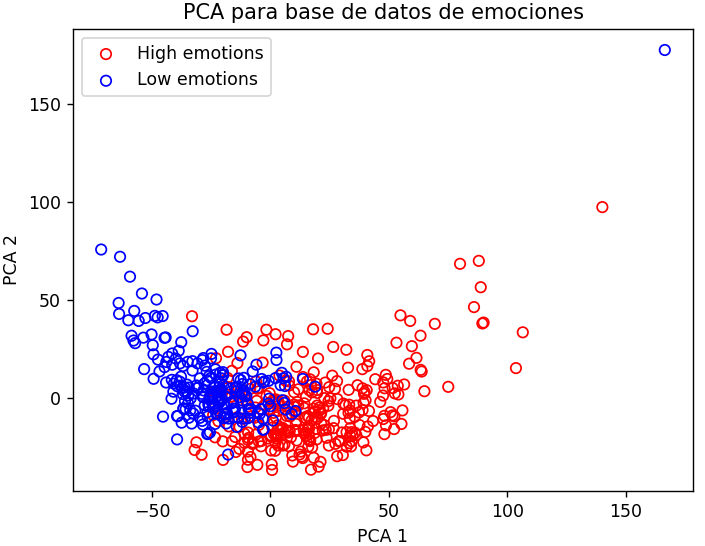 PCA para base de datos de emociones
High emotions
Low emotions
150
100
50
0
−50
0
50
100
150
PCA 2
PCA 1